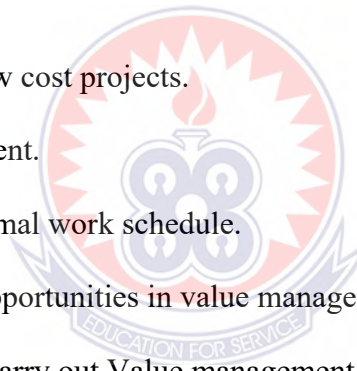 w cost projects.
ent.
mal work schedule.
pportunities in value manage
EDUCATION FOR SERVICE
arry out Value management